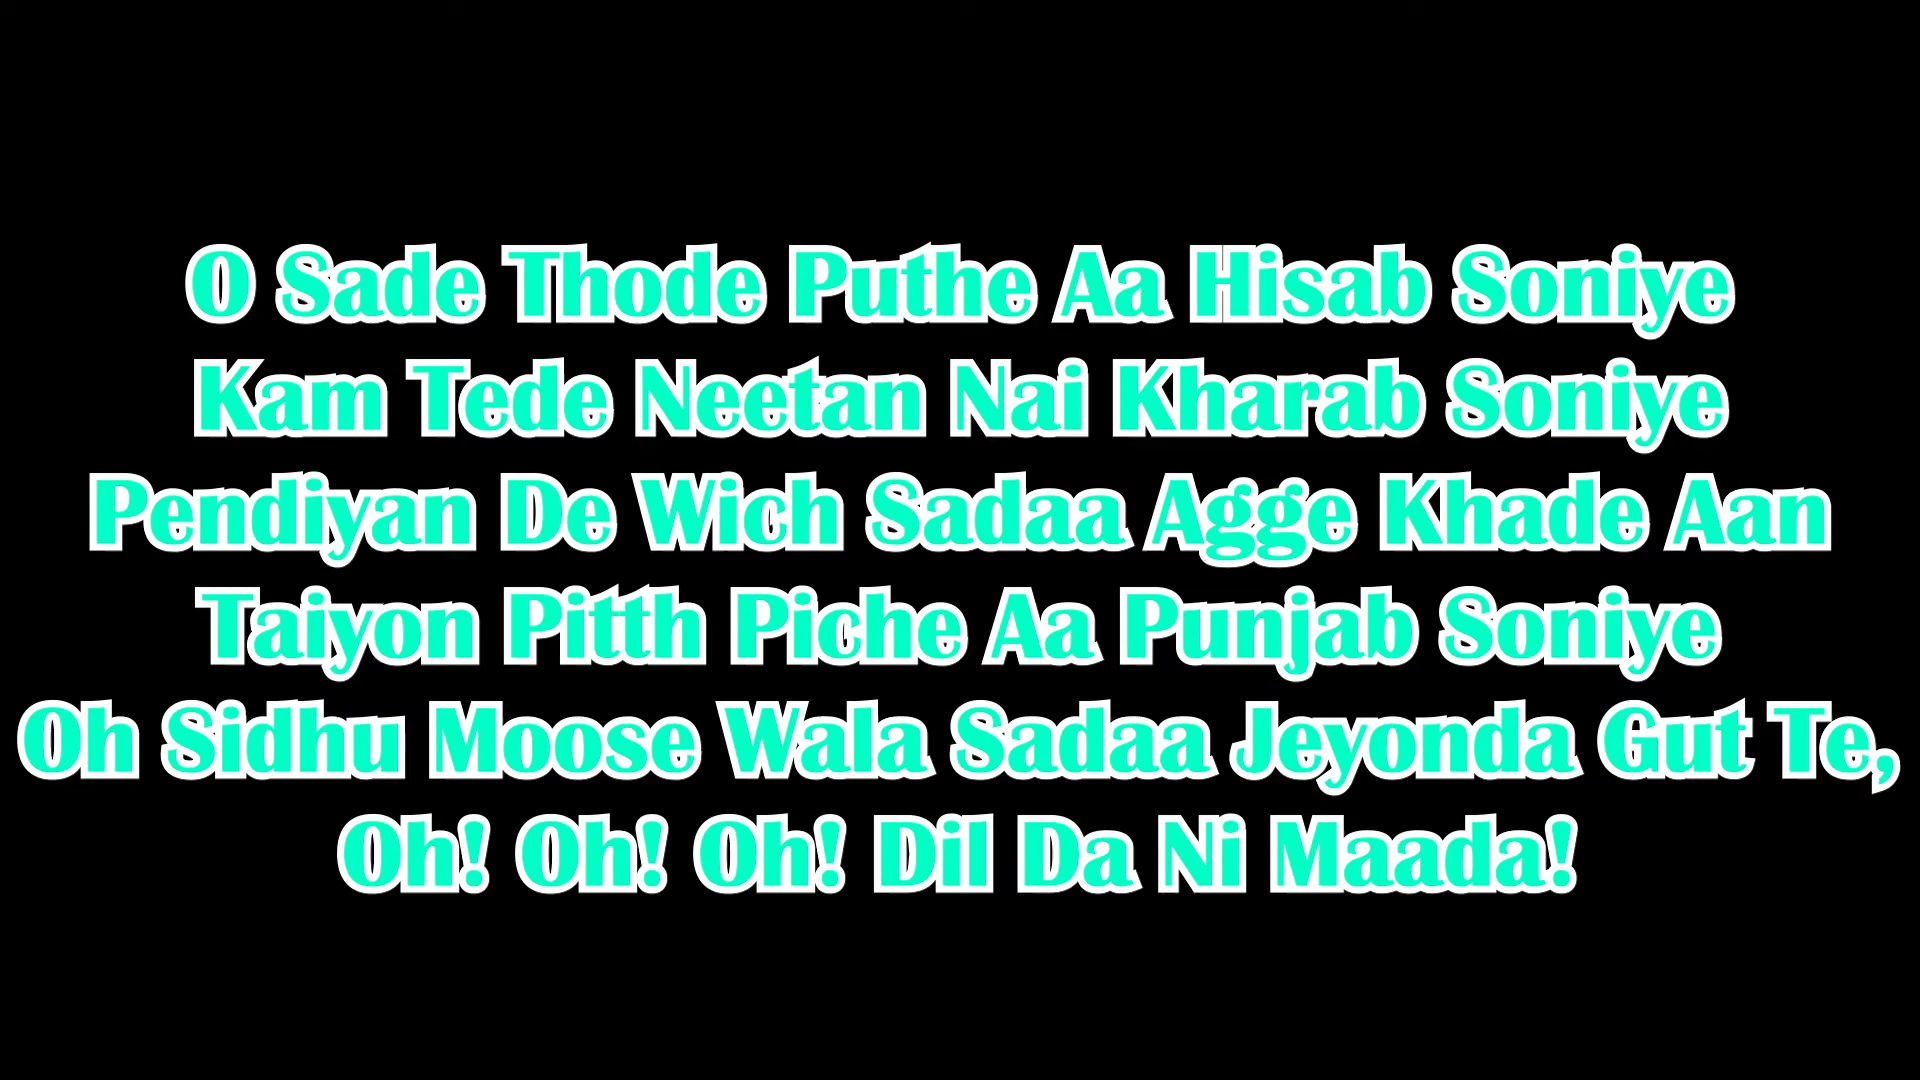 O Sade Thode Puthe Aa Hisab Soniye
Kam Tede Neetan Nai Kharab Soniye
Pendiyan De Wich Sadaa Agge Khade Aan
Taiyon Pitth Piche Aa Punjab Soniye
Oh Sidhu Moose Wala Sadaa Jeyonda Gut Te,
Oh! Oh! Oh! Dil Da Ni Maada!